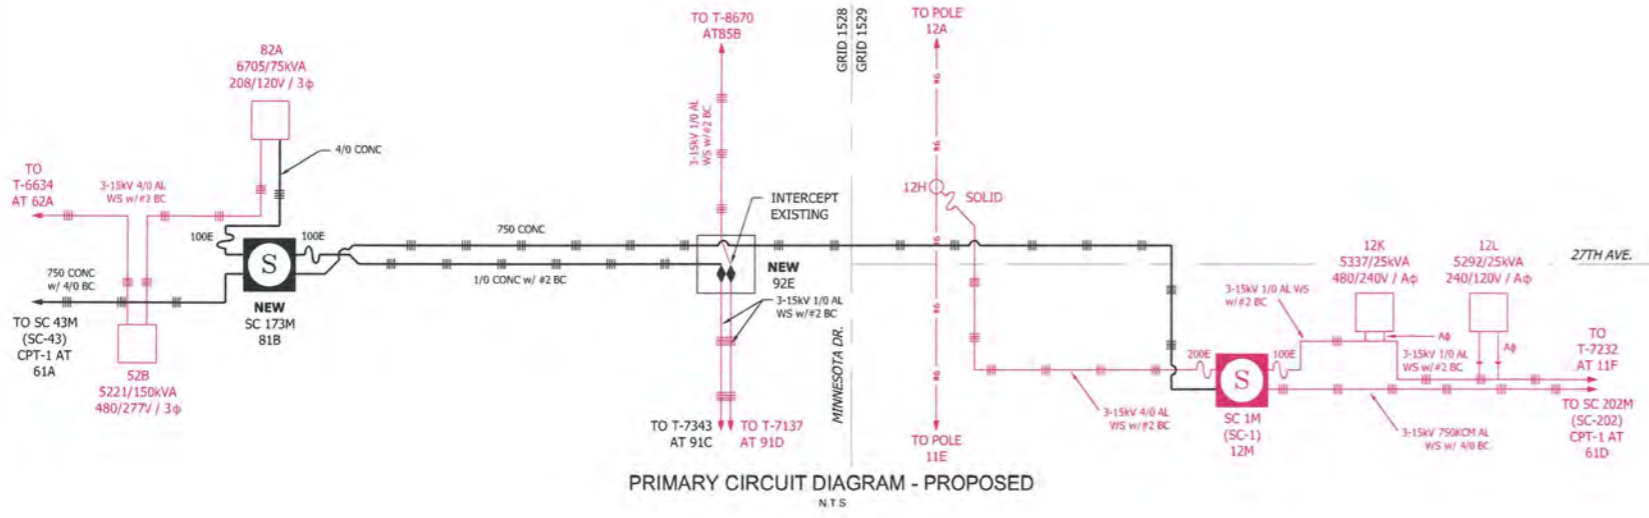 TO T-8670
AT85B
GRID 1528
GRID 1529
TO POLE
12A
82A
6705/75kVA
208/120V / 3ϕ
4/0 CONC
3-15kV 1/0 AL
WS w/#2 BC
TO
T-6634
AT 62A
3-15kV 4/0 AL
WS w/#2 BC
12H
SOLID
INTERCEPT
EXISTING
100E
100E
750 CONC
S
750 CONC
w/ 4/0 BC
1/0 CONC w/ #2 BC
NEW
92E
12K
5337/25kVA
480/240V / Aϕ
12L
5292/25kVA
240/120V / Aϕ
27TH AVE.
NEW
SC 173M
81B
3-15kV 1/0 AL
WS w/#2 BC
3-15kV 1/0 AL WS
w/#2 BC
TO SC 43M
(SC-43)
CPT-1 AT
61A
52B
5221/150kVA
480/277V / 3ϕ
MINNESOTA DR.
Aϕ
Aϕ
200E
100E
3-15kV 1/0 AL
WS w/#2 BC
TO
T-7232
AT 11F
S
SC 1M
(SC-1)
12M
3-15kV 4/0 AL
WS w/#2 BC
3-15kV 750KCM AL
WS w/ 4/0 BC
TO SC 202M
(SC-202)
CPT-1 AT
61D
TO T-7343
AT 91C
TO T-7137
AT 91D
TO POLE
11E
PRIMARY CIRCUIT DIAGRAM - PROPOSED
N.T.S